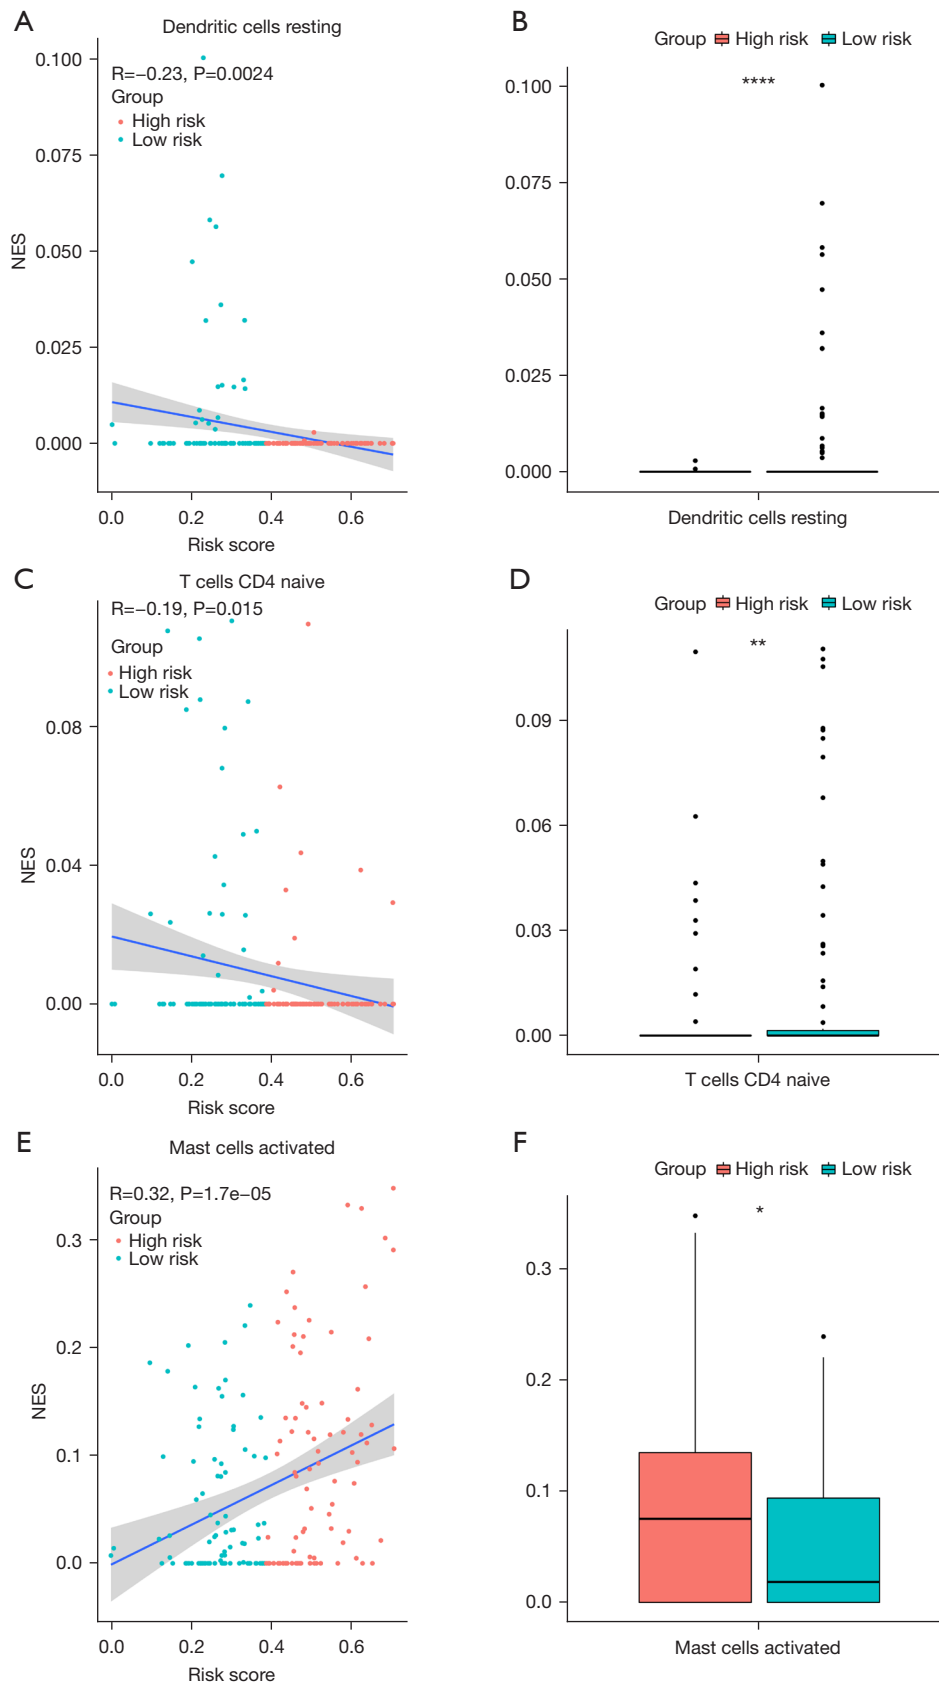 A
Dendritic cells resting
R=−0.23, P=0.0024
Group
High risk
Low risk
NES
0.100
0.075
0.050
0.025
0.000
0.0 0.2 0.4 0.6
Risk score
B
Group High risk Low risk
****
0.100
0.075
0.050
0.025
0.000
Dendritic cells resting
C
T cells CD4 naive
R=−0.19, P=0.015
Group
High risk
Low risk
NES
0.08
0.04
0.00
0.0 0.2 0.4 0.6
Risk score
D
Group High risk Low risk
**
0.09
0.06
0.03
0.00
T cells CD4 naive
E
Mast cells activated
R=0.32, P=1.7e−05
Group
High risk
Low risk
NES
0.3
0.2
0.1
0.0
0.0 0.2 0.4 0.6
Risk score
F
Group High risk Low risk
*
0.3
0.2
0.1
0.0
Mast cells activated